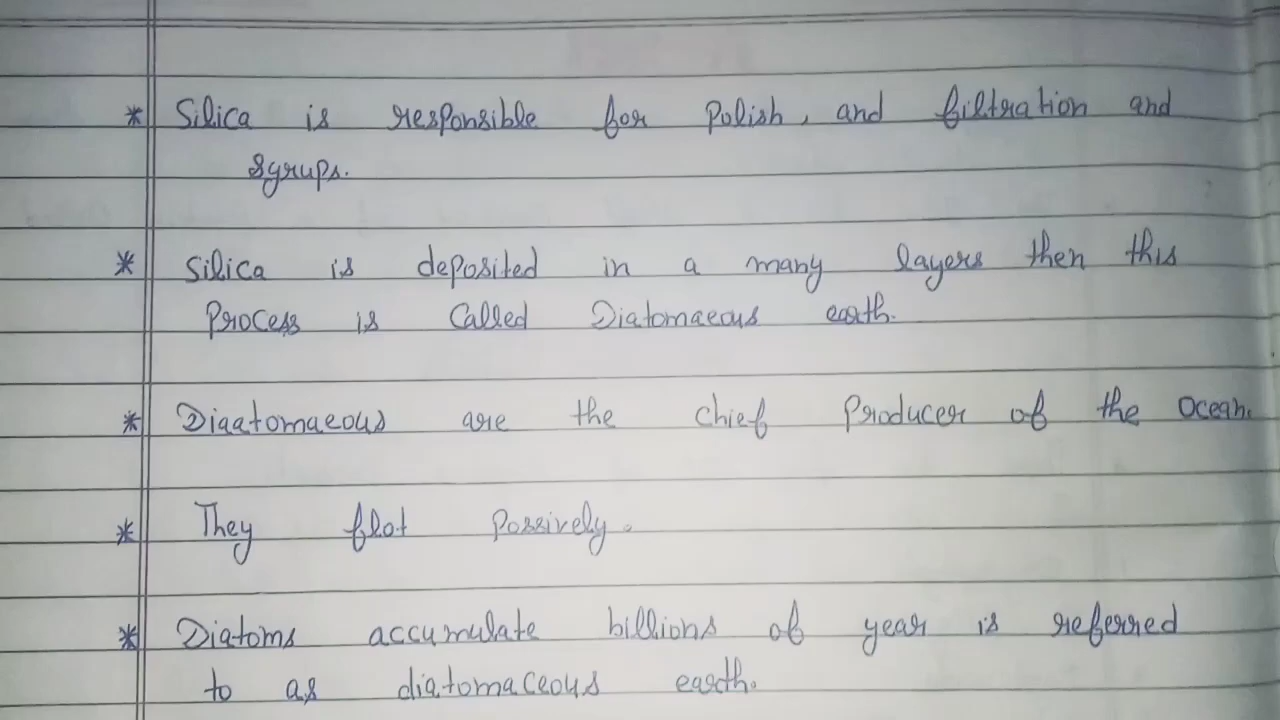 * Silica is responsible for polish, and filtration and
syrups.
* Silica is deposited in a many layers then this
process is called Diatomaeous earth.
* Diaatomaeous are the chief producer of the ocean.
* They flot possively.
* Diatoms accumulate billions of year is referred
to as diatomaceous earth.